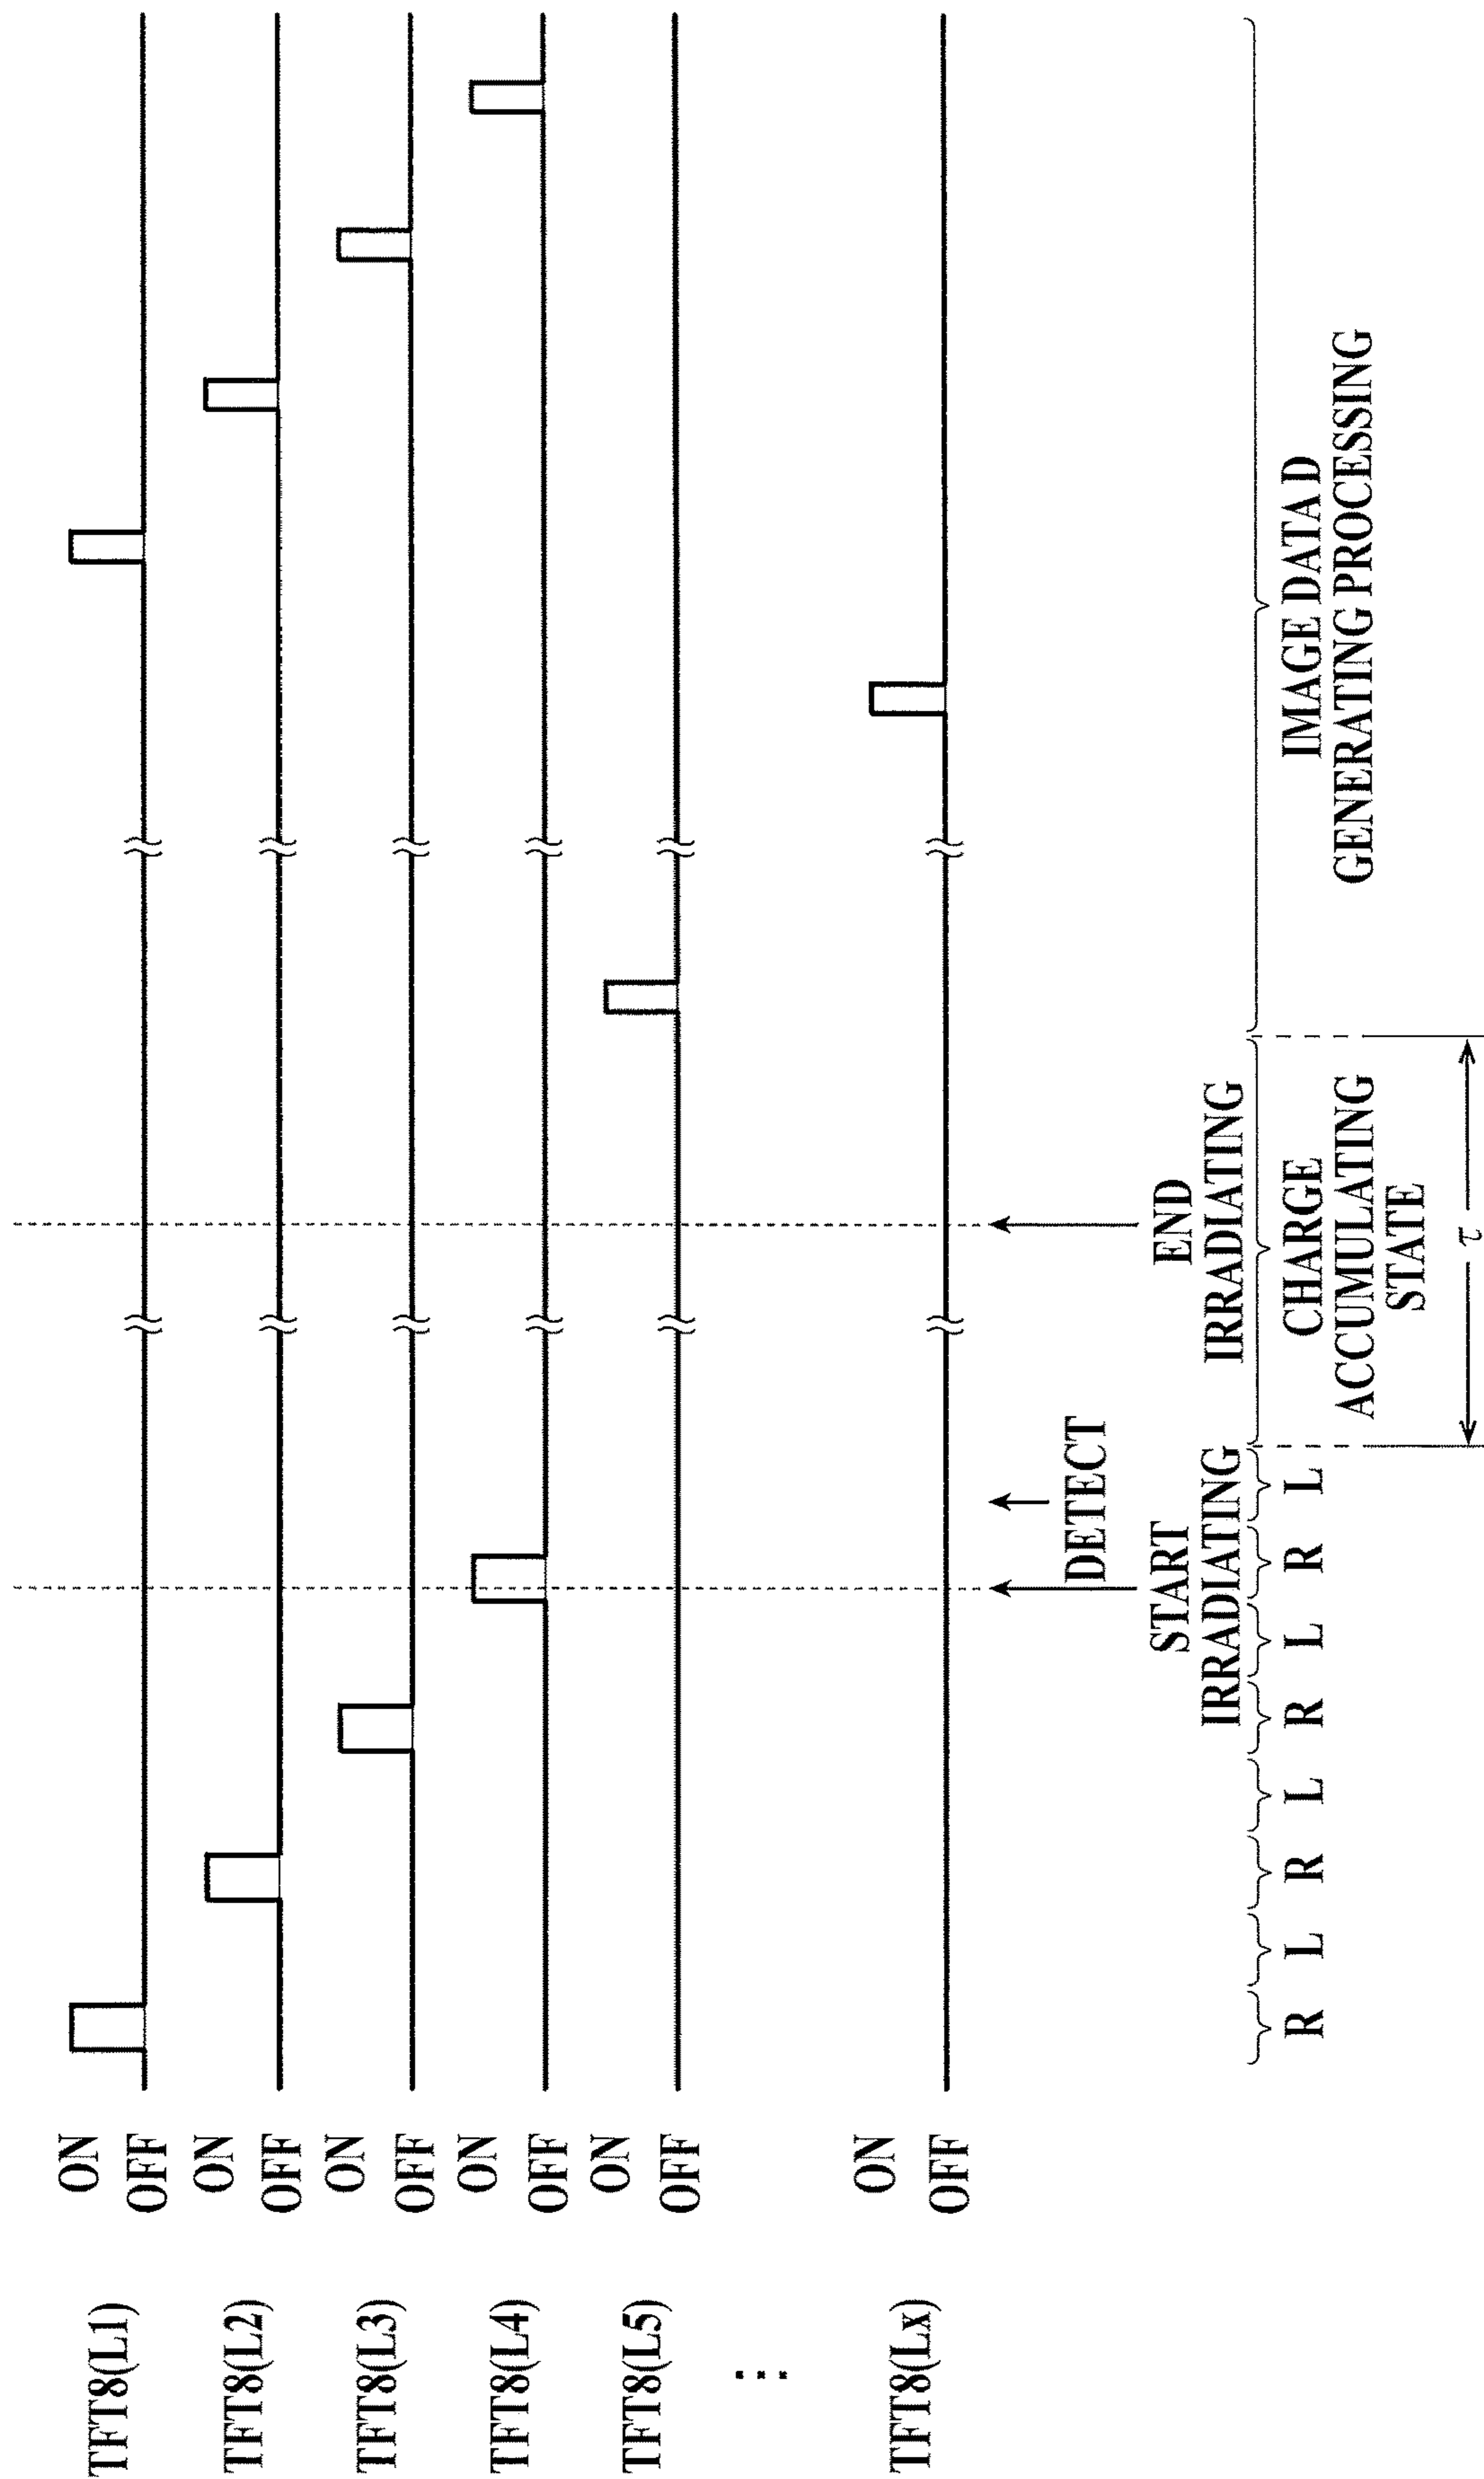 TFT8(L1)
ON
OFF
TFT8(L2)
ON
OFF
TFT8(L3)
ON
OFF
TFT8(L4)
ON
OFF
TFT8(L5)
ON
OFF
...
TFT8(Lx)
ON
OFF
DETECT
START
IRRADIATING
END
IRRADIATING
R L R L R L R L
CHARGE
ACCUMULATING
STATE
IMAGE DATA D
GENERATING PROCESSING
τ